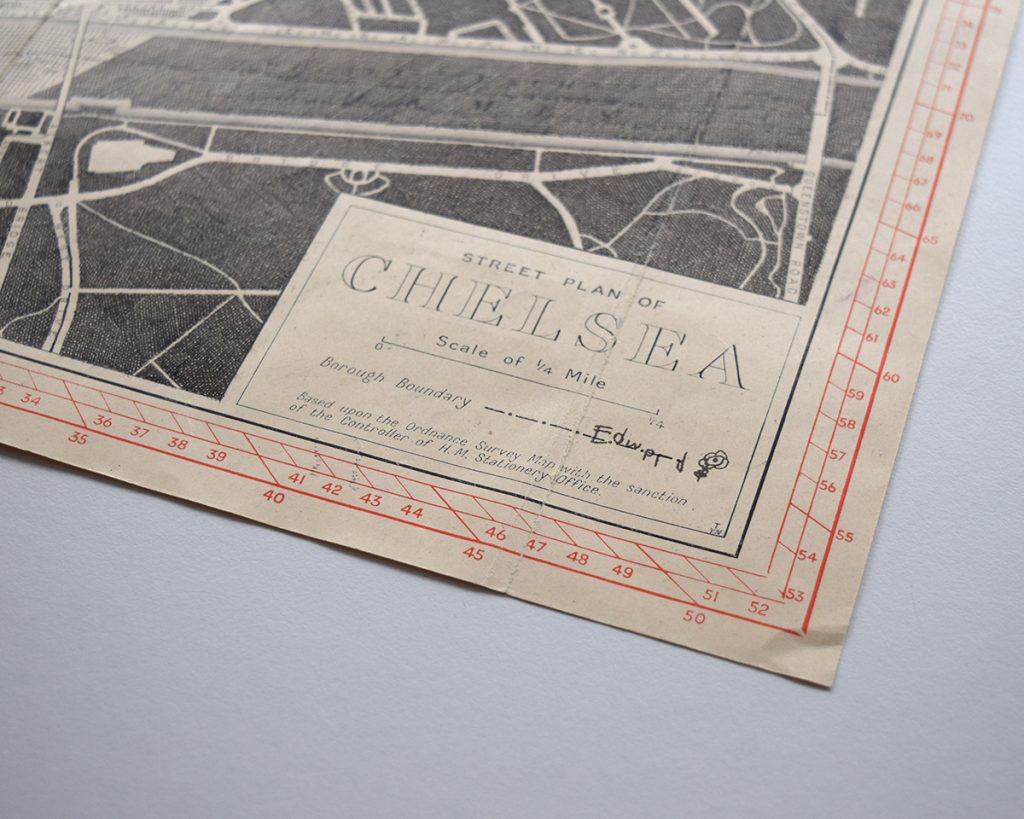 QUEENSTOWN ROAD
STREET PLAN OF
CHELSEA
Scale of 1/4 Mile
0 1/4
Borough Boundary
Based upon the Ordnance Survey Map with the sanction
of the Controller of H. M. Stationery Office.
34 35 36 37 38 39 40 41 42 43 44 45 46 47 48 49 50 51 52 53
54
55
56
57
58
59
60
61
62
63
64
65
66
67
68
69
70